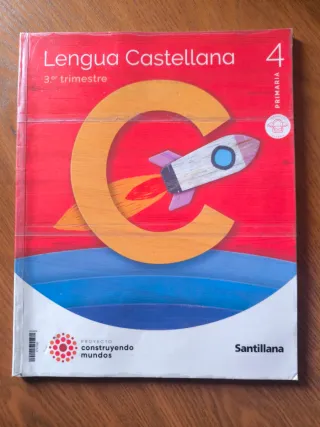 Lengua Castellana
4
3.er trimestre
PRIMARIA
C
PROYECTO
construyendo
mundos
Santillana